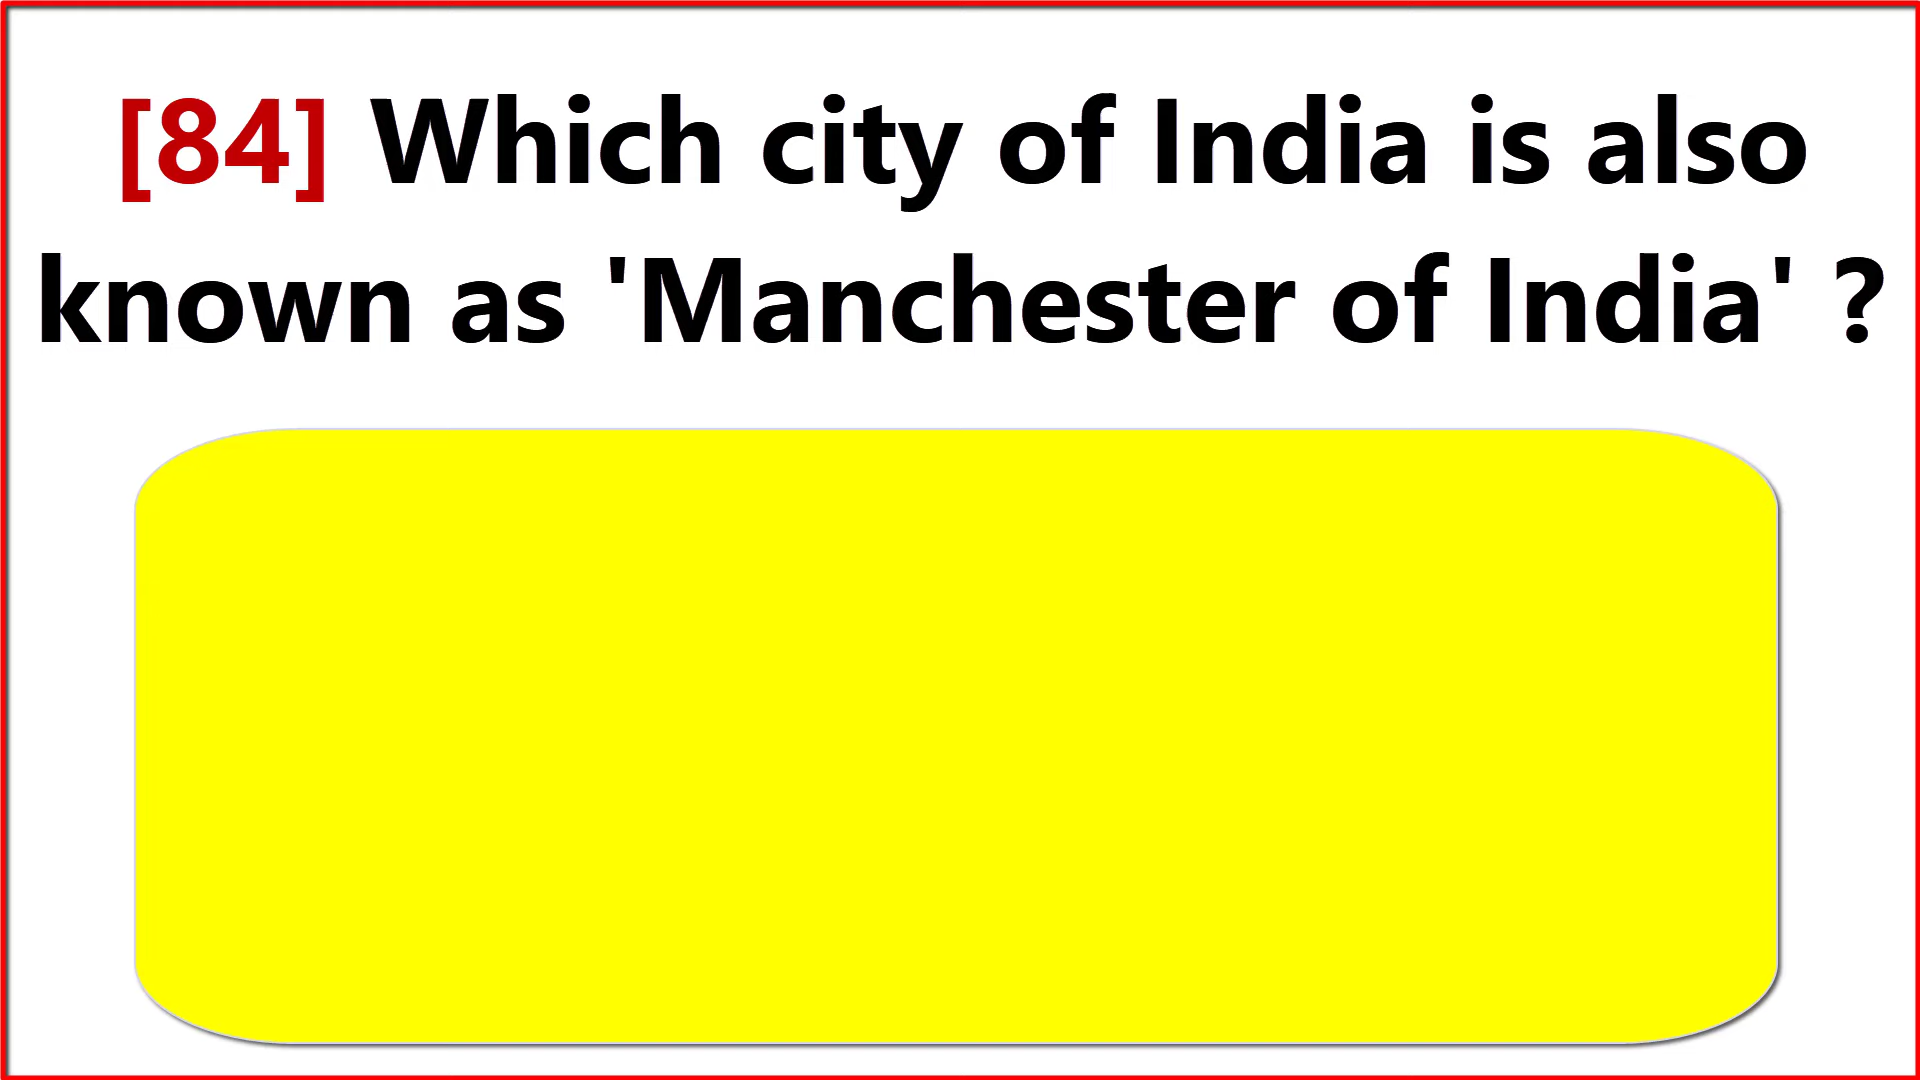 [84] Which city of India is also
known as 'Manchester of India' ?